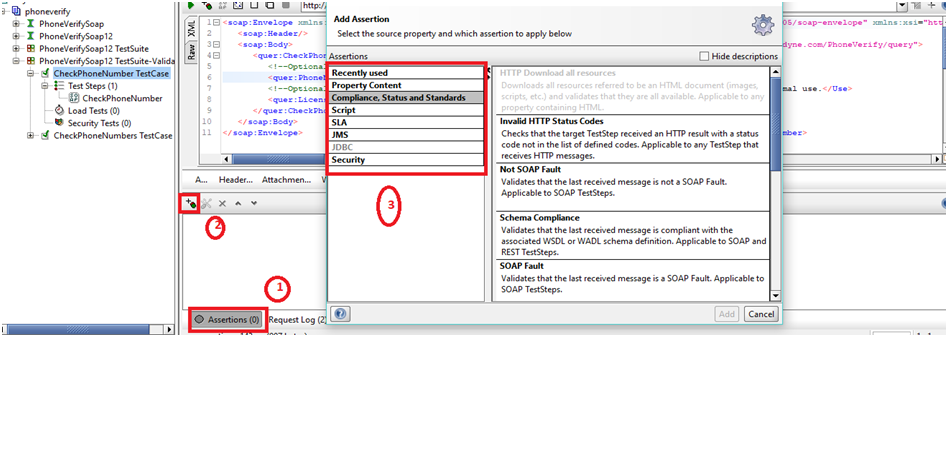 phoneverify
PhoneVerifySoap
PhoneVerifySoap12
PhoneVerifySoap12 TestSuite
PhoneVerifySoap12 TestSuite-Valida
CheckPhoneNumber TestCase
Test Steps (1)
CheckPhoneNumber
Load Tests (0)
Security Tests (0)
CheckPhoneNumbers TestCase
http://
XML
Raw
1 <soap:Envelope xmlns:
2 <soap:Header/>
3 <soap:Body>
4 <quer:CheckPho
5 <!--Optional
6 <quer:Phone
7 <!--Optional
8 <quer:Licens
9 </quer:CheckPho
10 </soap:Body>
11 </soap:Envelope>
05/soap-envelope" xmlns:xsi="htt
dyne.com/PhoneVerify/query">
mal use.</Use>
mber>
A... Header... Attachmen... W
2
1
Assertions (0)
Request Log (2)
Add Assertion
Select the source property and which assertion to apply below
Assertions
Hide descriptions
Recently used
Property Content
Compliance, Status and Standards
Script
SLA
JMS
JDBC
Security
3
HTTP Download all resources
Downloads all resources referred to be an HTML document (images,
scripts, etc.) and validates that they are all available. Applicable to any
property containing HTML.
Invalid HTTP Status Codes
Checks that the target TestStep received an HTTP result with a status
code not in the list of defined codes. Applicable to any TestStep that
receives HTTP messages.
Not SOAP Fault
Validates that the last received message is not a SOAP Fault.
Applicable to SOAP TestSteps.
Schema Compliance
Validates that the last received message is compliant with the
associated WSDL or WADL schema definition. Applicable to SOAP and
REST TestSteps.
SOAP Fault
Validates that the last received message is a SOAP Fault. Applicable to
SOAP TestSteps.
Add
Cancel